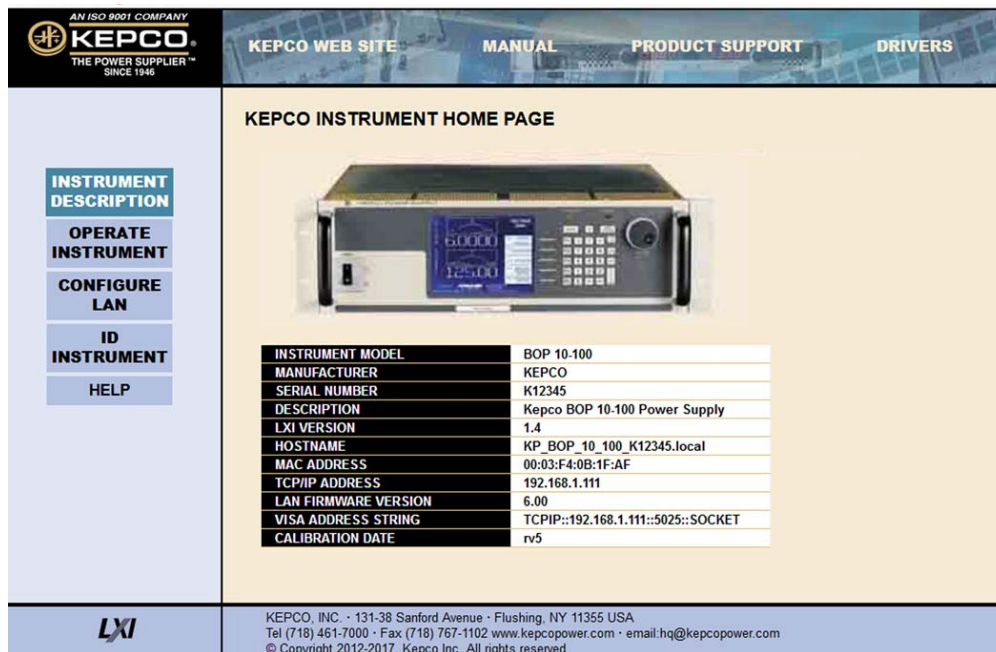 AN ISO 9001 COMPANY
KEPCO®
THE POWER SUPPLIER™
SINCE 1946
KEPCO WEB SITE MANUAL PRODUCT SUPPORT DRIVERS
KEPCO INSTRUMENT HOME PAGE
INSTRUMENT
DESCRIPTION
OPERATE
INSTRUMENT
CONFIGURE
LAN
ID
INSTRUMENT
HELP
6.0000
125.00
INSTRUMENT MODEL BOP 10-100
MANUFACTURER KEPCO
SERIAL NUMBER K12345
DESCRIPTION Kepco BOP 10-100 Power Supply
LXI VERSION 1.4
HOSTNAME KP_BOP_10_100_K12345.local
MAC ADDRESS 00:03:F4:0B:1F:AF
TCP/IP ADDRESS 192.168.1.111
LAN FIRMWARE VERSION 6.00
VISA ADDRESS STRING TCPIP::192.168.1.111::5025::SOCKET
CALIBRATION DATE rv5
LXI
KEPCO, INC. · 131-38 Sanford Avenue · Flushing, NY 11355 USA
Tel (718) 461-7000 · Fax (718) 767-1102 www.kepcopower.com · email:hq@kepcopower.com
© Copyright 2012-2017, Kepco Inc. All rights reserved